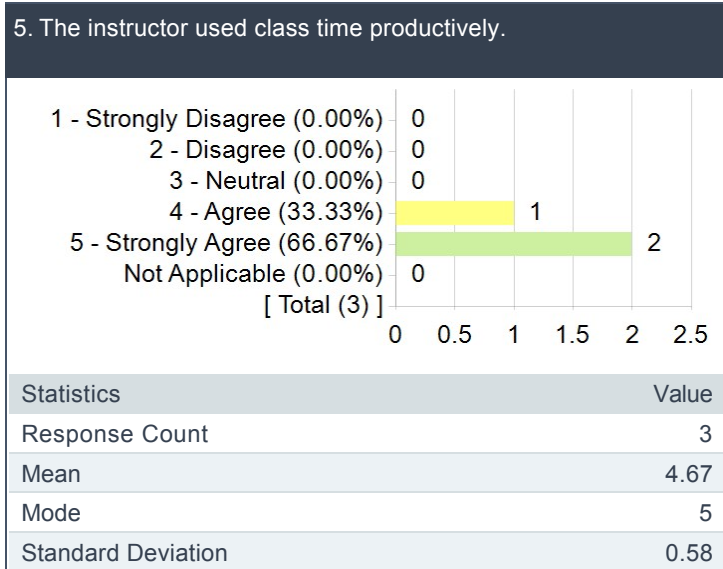 5. The instructor used class time productively.
1 - Strongly Disagree (0.00%) 0
2 - Disagree (0.00%) 0
3 - Neutral (0.00%) 0
4 - Agree (33.33%) 1
5 - Strongly Agree (66.67%) 2
Not Applicable (0.00%) 0
[ Total (3) ]
0 0.5 1 1.5 2 2.5
Statistics Value
Response Count 3
Mean 4.67
Mode 5
Standard Deviation 0.58